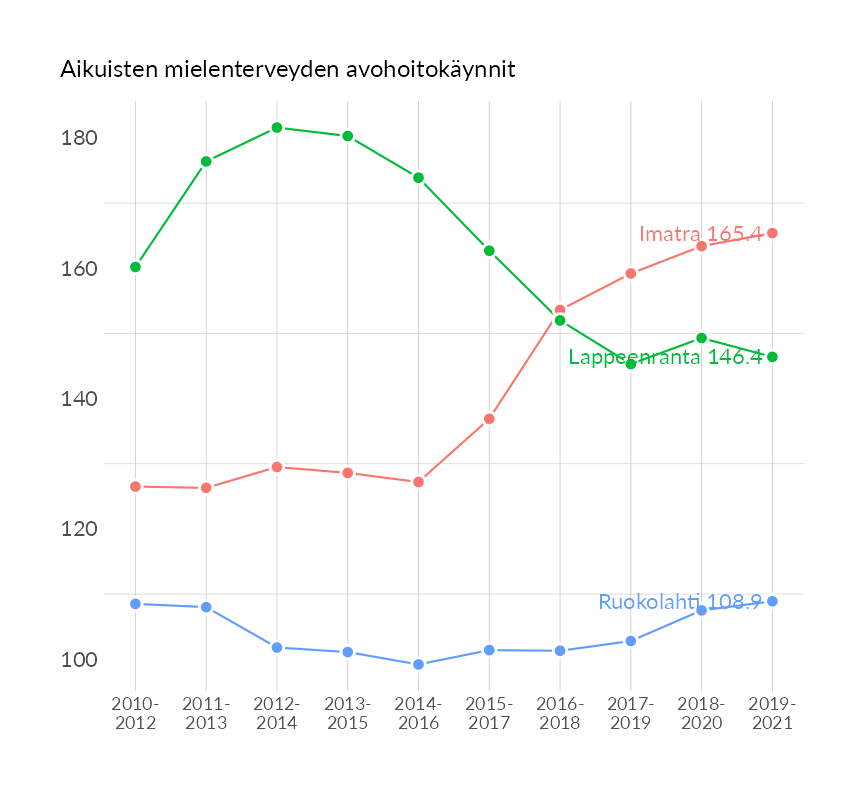 Aikuisten mielenterveyden avohoitokäynnit
180
Imatra 165.4
160
Lappeenranta 146.4
140
120
Ruokolahti 108.9
100
2010- 2011- 2012- 2013- 2014- 2015- 2016- 2017- 2018- 2019-
2012 2013 2014 2015 2016 2017 2018 2019 2020 2021